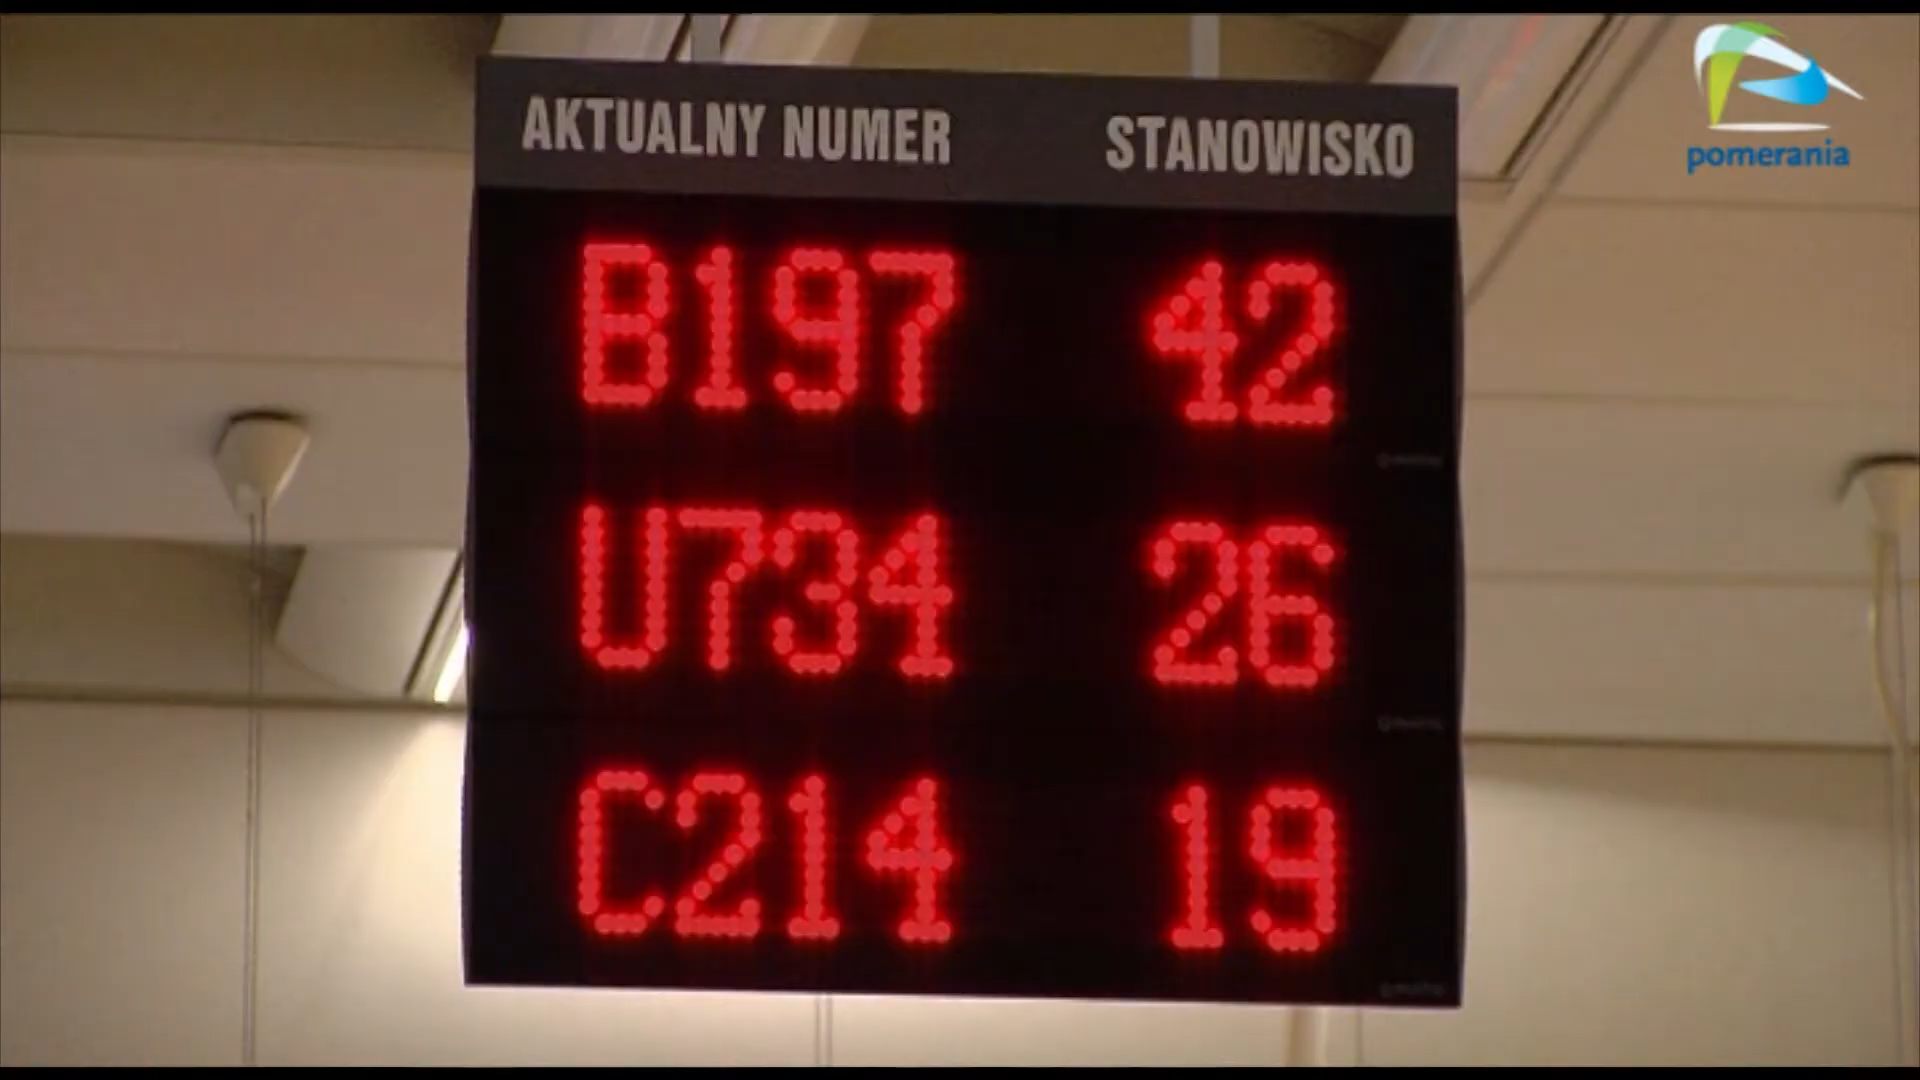 pomerania
AKTUALNY NUMER STANOWISKO
B197 42
U734 26
C214 19